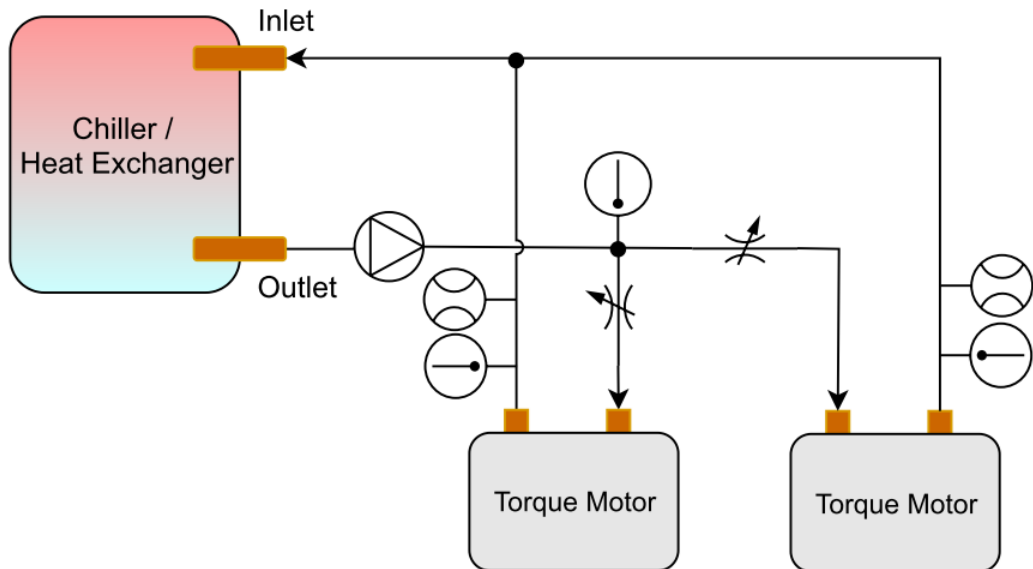 Inlet
Chiller /
Heat Exchanger
Outlet
Torque Motor
Torque Motor